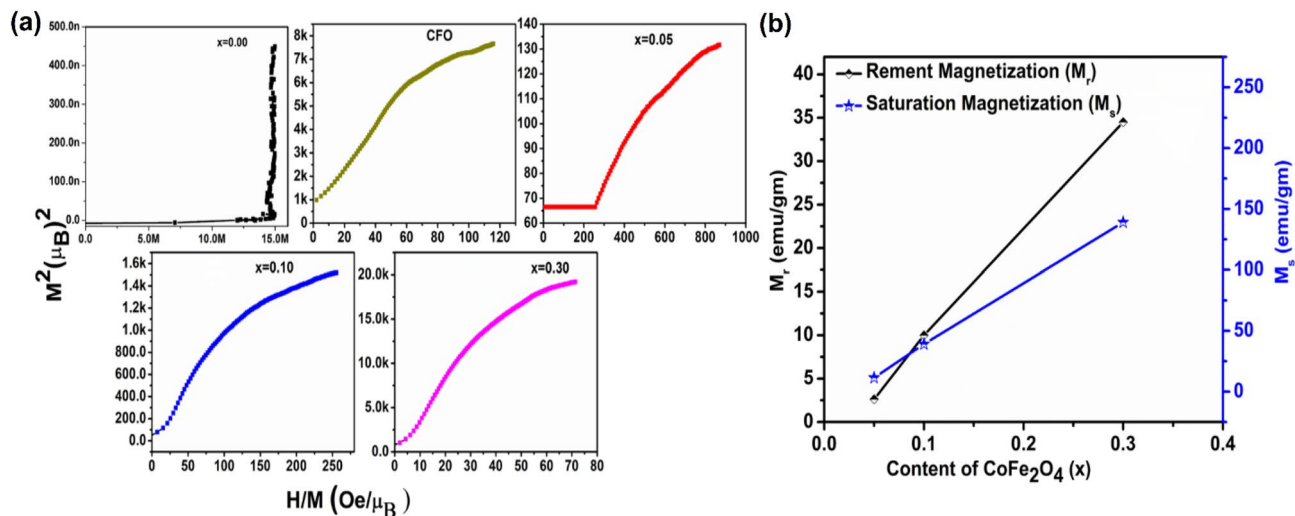 (a)
x=0.00
500.0n
400.0n
300.0n
200.0n
100.0n
0.0
0.0
5.0M
10.0M
15.0M
CFO
8k
7k
6k
5k
4k
3k
2k
1k
0
0 20 40 60 80 100 120
x=0.05
140
130
120
110
100
90
80
70
60
0 200 400 600 800 1000
M²(μB)²
x=0.10
1.6k
1.4k
1.2k
1.0k
800.0
600.0
400.0
200.0
0.0
0 50 100 150 200 250
x=0.30
20.0k
15.0k
10.0k
5.0k
0.0
0 10 20 30 40 50 60 70 80
H/M (Oe/μB)
(b)
Rement Magnetization (Mr)
Saturation Magnetization (Ms)
Mr (emu/gm)
40
35
30
25
20
15
10
5
0
Ms (emu/gm)
250
200
150
100
50
0
0.0 0.1 0.2 0.3 0.4
Content of CoFe2O4 (x)